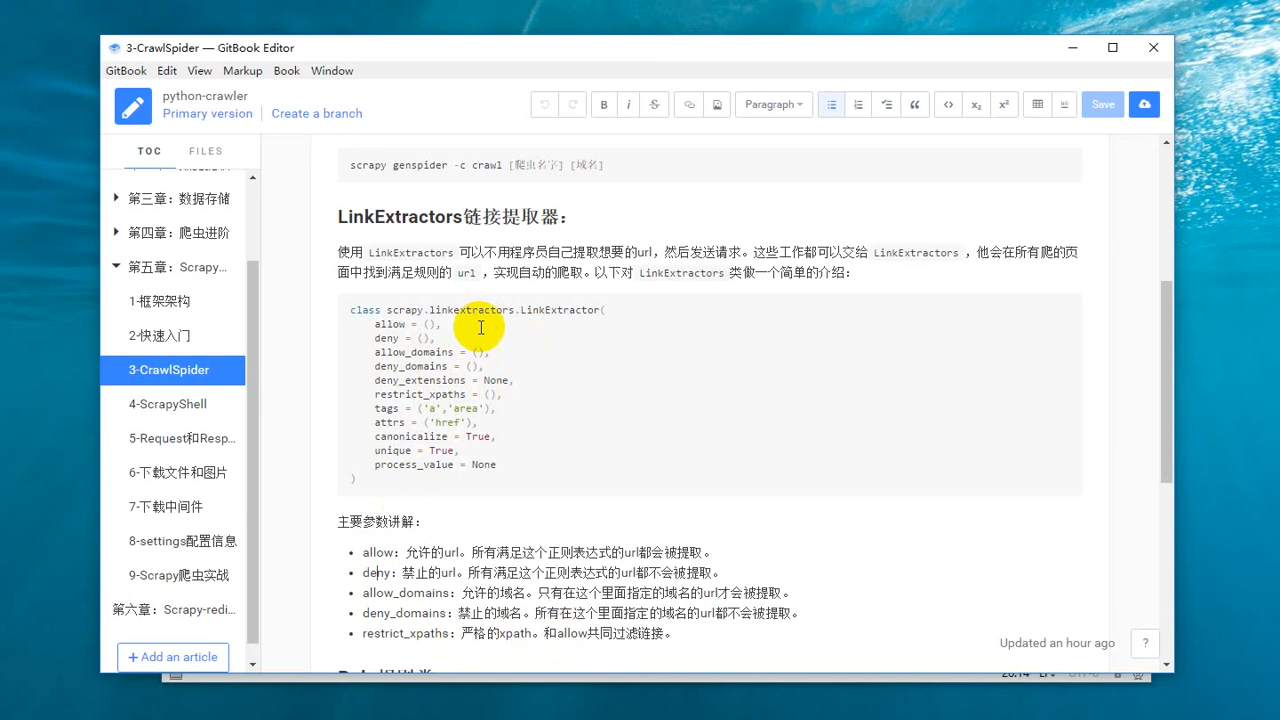 3-CrawlSpider — GitBook Editor
GitBook Edit View Markup Book Window
python-crawler
Primary version Create a branch
B i S Paragraph Save
TOC FILES
第三章：数据存储
第四章：爬虫进阶
第五章：Scrapy...
1-框架架构
2-快速入门
3-CrawlSpider
4-ScrapyShell
5-Request和Resp...
6-下载文件和图片
7-下载中间件
8-settings配置信息
9-Scrapy爬虫实战
第六章：Scrapy-redi...
+ Add an article
scrapy genspider -c crawl [爬虫名字] [域名]
LinkExtractors链接提取器：
使用 LinkExtractors 可以不用程序员自己提取想要的url，然后发送请求。这些工作都可以交给 LinkExtractors ，他会在所有爬的页
面中找到满足规则的 url ，实现自动的爬取。以下对 LinkExtractors 类做一个简单的介绍：
class scrapy.linkextractors.LinkExtractor(
allow = (),
deny = (),
allow_domains = (),
deny_domains = (),
deny_extensions = None,
restrict_xpaths = (),
tags = ('a','area'),
attrs = ('href'),
canonicalize = True,
unique = True,
process_value = None
)
主要参数讲解：
• allow：允许的url。所有满足这个正则表达式的url都会被提取。
• deny：禁止的url。所有满足这个正则表达式的url都不会被提取。
• allow_domains：允许的域名。只有在这个里面指定的域名的url才会被提取。
• deny_domains：禁止的域名。所有在这个里面指定的域名的url都不会被提取。
• restrict_xpaths：严格的xpath。和allow共同过滤链接。
Updated an hour ago ?